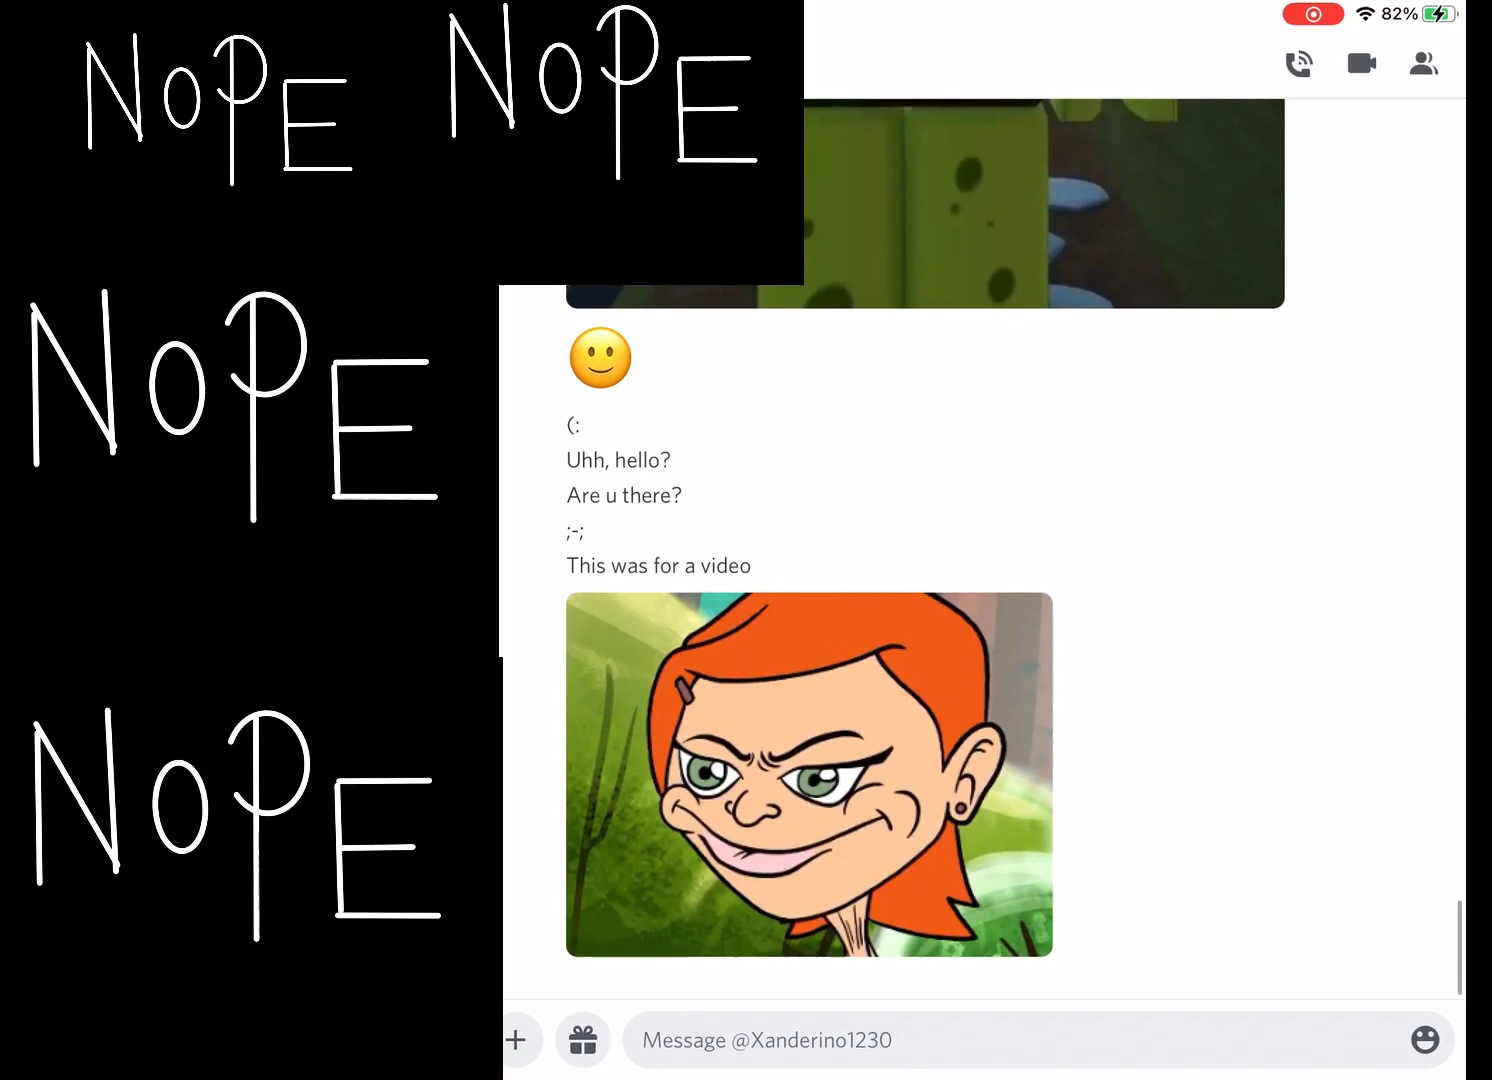 NOPE NOPE
82%
NOPE
(:
Uhh, hello?
Are u there?
;-;
This was for a video
NOPE
Message @Xanderino1230